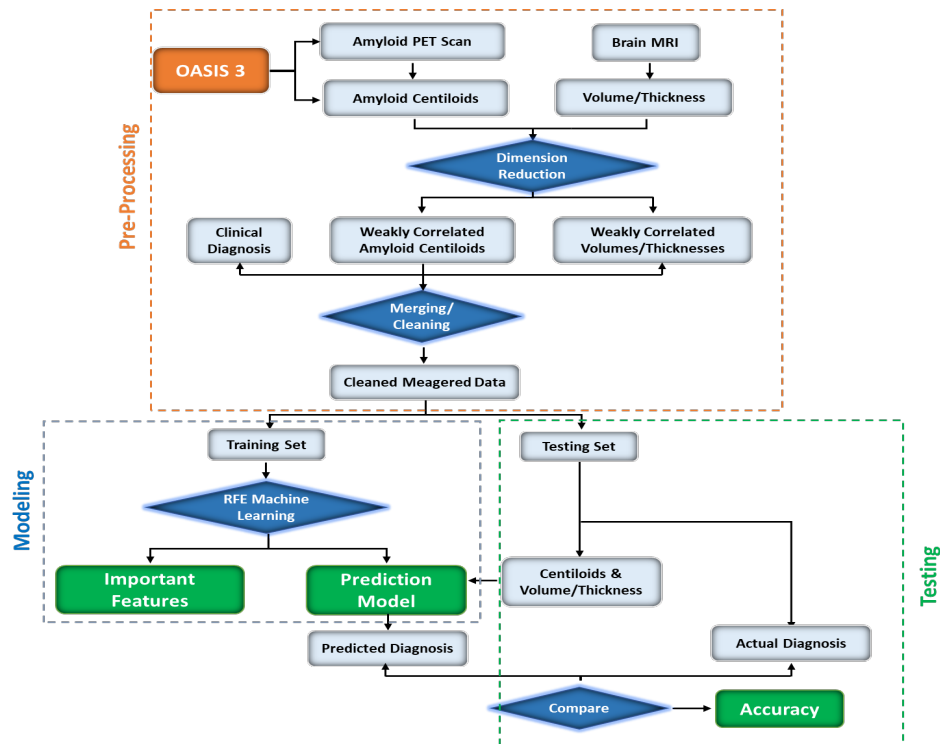 Pre-Processing
OASIS 3
Amyloid PET Scan
Brain MRI
Amyloid Centiloids
Volume/Thickness
Dimension
Reduction
Clinical
Diagnosis
Weakly Correlated
Amyloid Centiloids
Weakly Correlated
Volumes/Thicknesses
Merging/
Cleaning
Cleaned Meagered Data
Modeling
Training Set
RFE Machine
Learning
Important
Features
Prediction
Model
Predicted Diagnosis
Testing
Testing Set
Centiloids &
Volume/Thickness
Actual Diagnosis
Compare
Accuracy